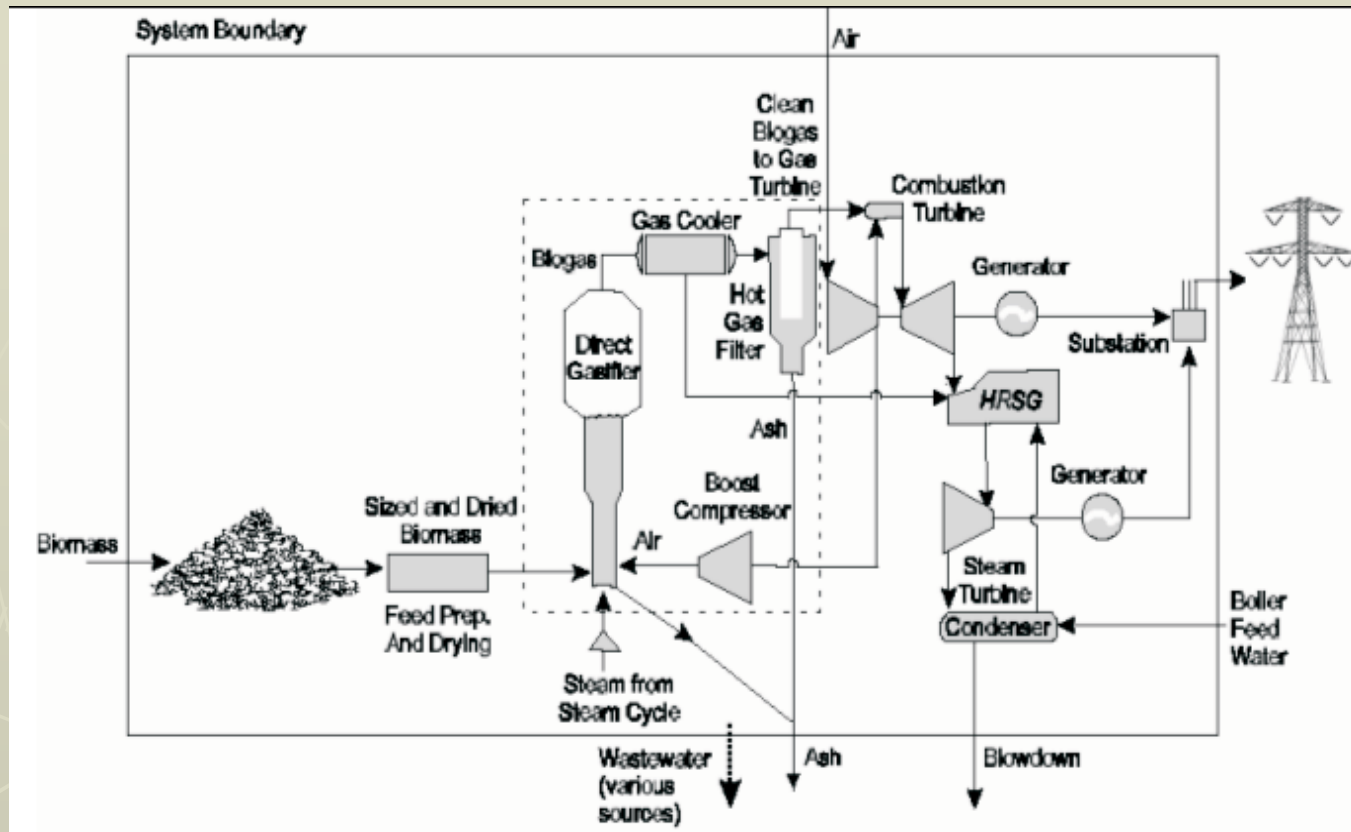 System Boundary
Air
Clean
Biogas
to Gas
Turbine
Combustion
Turbine
Gas Cooler
Biogas
Generator
Hot
Gas
Filter
Direct
Gasifier
Substation
HRSG
Ash
Generator
Boost
Compressor
Sized and Dried
Biomass
Air
Biomass
Steam
Turbine
Feed Prep.
And Drying
Condenser
Boiler
Feed
Water
Steam from
Steam Cycle
Wastewater
(various
sources)
Ash
Blowdown